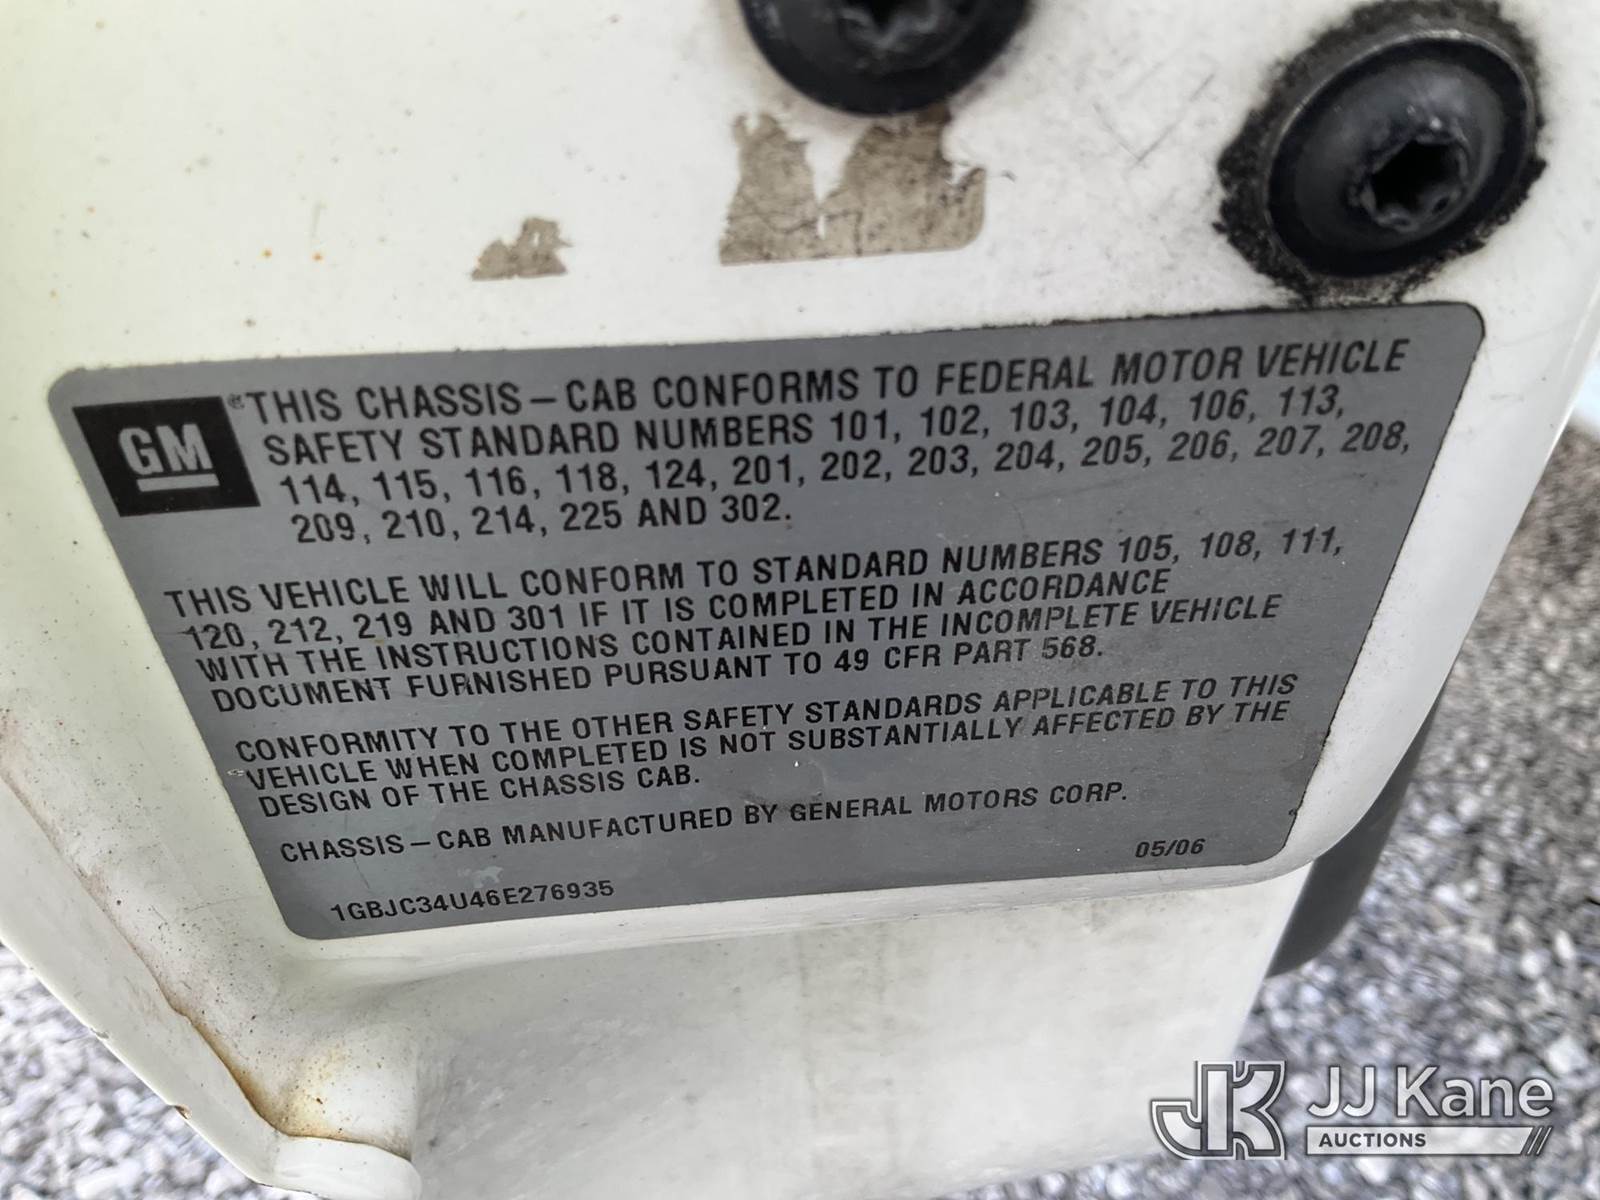 GM
® THIS CHASSIS – CAB CONFORMS TO FEDERAL MOTOR VEHICLE
SAFETY STANDARD NUMBERS 101, 102, 103, 104, 106, 113,
114, 115, 116, 118, 124, 201, 202, 203, 204, 205, 206, 207, 208,
209, 210, 214, 225 AND 302.
THIS VEHICLE WILL CONFORM TO STANDARD NUMBERS 105, 108, 111,
120, 212, 219 AND 301 IF IT IS COMPLETED IN ACCORDANCE
WITH THE INSTRUCTIONS CONTAINED IN THE INCOMPLETE VEHICLE
DOCUMENT FURNISHED PURSUANT TO 49 CFR PART 568.
CONFORMITY TO THE OTHER SAFETY STANDARDS APPLICABLE TO THIS
VEHICLE WHEN COMPLETED IS NOT SUBSTANTIALLY AFFECTED BY THE
DESIGN OF THE CHASSIS CAB.
CHASSIS – CAB MANUFACTURED BY GENERAL MOTORS CORP.
05/06
1GBJC34U46E276935
JK JJ Kane
AUCTIONS